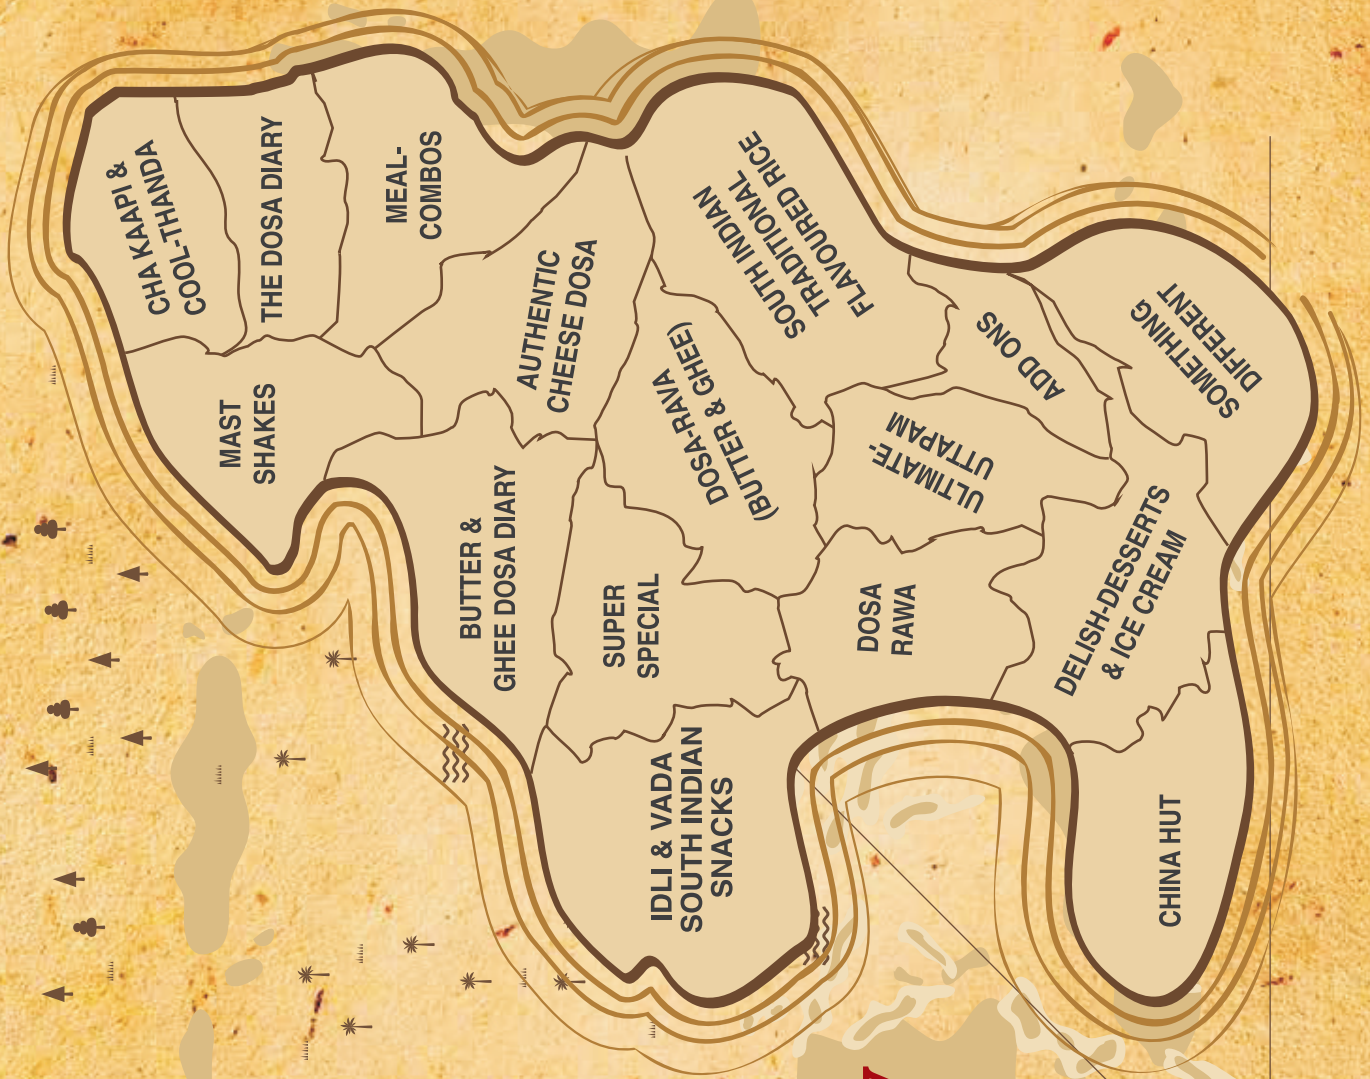 CHA KAAPI &
COOL-THANDA
THE DOSA DIARY
MEAL-
COMBOS
MAST
SHAKES
AUTHENTIC
CHEESE DOSA
SOUTH INDIAN
TRADITIONAL
FLAVOURED RICE
DOSA-RAVA
(BUTTER & GHEE)
ADD ONS
SOMETHING
DIFFERENT
ULTIMATE-
UTTAPAM
BUTTER &
GHEE DOSA DIARY
SUPER
SPECIAL
DOSA
RAWA
DELISH-DESSERTS
& ICE CREAM
IDLI & VADA
SOUTH INDIAN
SNACKS
CHINA HUT